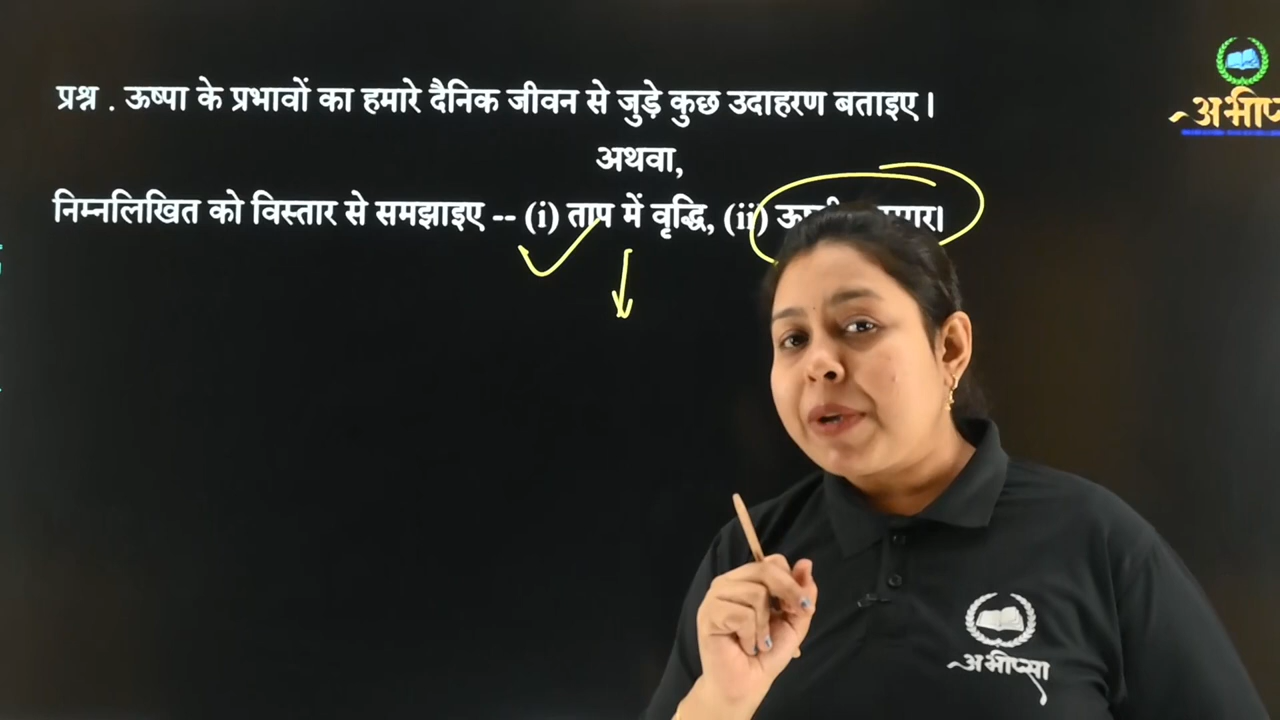 प्रश्न . ऊष्पा के प्रभावों का हमारे दैनिक जीवन से जुड़े कुछ उदाहरण बताइए।
अथवा,
निम्नलिखित को विस्तार से समझाइए -- (i) ताप में वृद्धि, (ii)
अभीप्सा